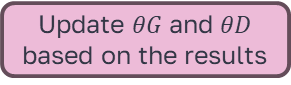 Update 𝜃𝐺 and 𝜃𝐷
based on the results